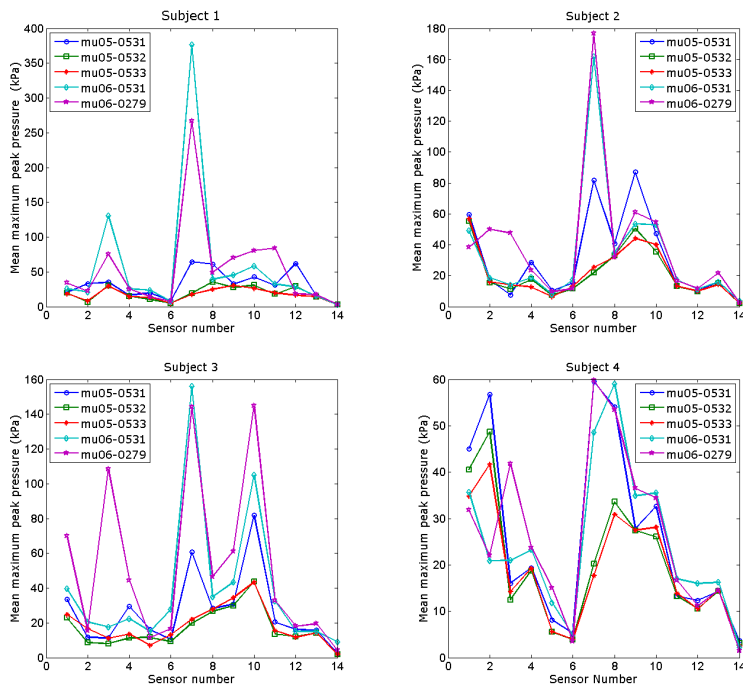 Subject 1
Mean maximum peak pressure (kPa)
400
350
300
250
200
150
100
50
0
mu05-0531
mu05-0532
mu05-0533
mu06-0531
mu06-0279
0 2 4 6 8 10 12 14
Sensor number
Subject 2
Mean maximum peak pressure (kPa)
180
160
140
120
100
80
60
40
20
0
mu05-0531
mu05-0532
mu05-0533
mu06-0531
mu06-0279
0 2 4 6 8 10 12 14
Sensor number
Subject 3
Mean maximum peak pressure (kPa)
160
140
120
100
80
60
40
20
0
mu05-0531
mu05-0532
mu05-0533
mu06-0531
mu06-0279
0 2 4 6 8 10 12 14
Sensor number
Subject 4
Mean maximum peak pressure (kPa)
60
50
40
30
20
10
0
mu05-0531
mu05-0532
mu05-0533
mu06-0531
mu06-0279
0 2 4 6 8 10 12 14
Sensor Number